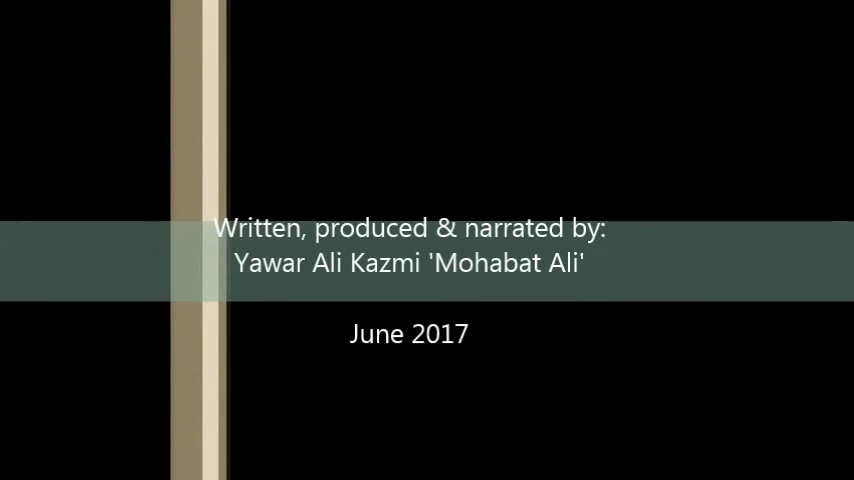 Written, produced & narrated by:
Yawar Ali Kazmi 'Mohabat Ali'
June 2017